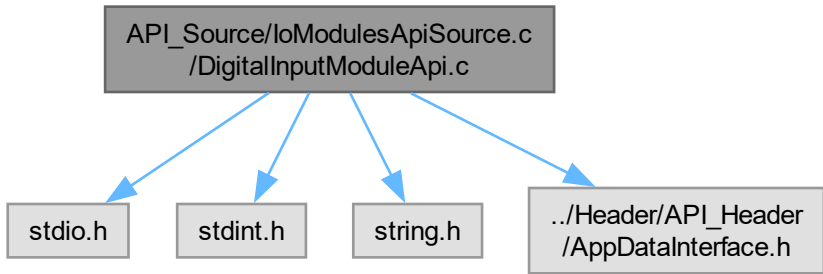 API_Source/IoModulesApiSource.c
/DigitalInputModuleApi.c
stdio.h
stdint.h
string.h
../Header/API_Header
/AppDataInterface.h